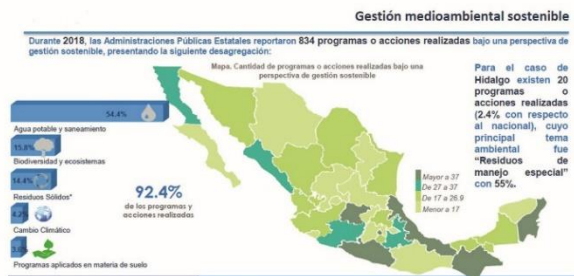 Gestión medioambiental sostenible
Durante 2018, las Administraciones Públicas Estatales reportaron 834 programas o acciones realizadas bajo una perspectiva de
gestión sostenible, presentando la siguiente desagregación:
Mapa. Cantidad de programas o acciones realizadas bajo una
perspectiva de gestión sostenible
54.4%
Agua potable y saneamiento
15.8%
Biodiversidad y ecosistemas
14.4%
Residuos Sólidos*
4.2%
Cambio Climático
Programas aplicados en materia de suelo
92.4%
de los programas y
acciones realizadas
Mayor a 37
De 27 a 37
De 17 a 26.9
Menor a 17
Para el caso de
Hidalgo existen 20
programas o
acciones realizadas
(2.4% con respecto
al nacional), cuyo
principal tema
ambiental fue
“Residuos de
manejo especial”
con 55%.